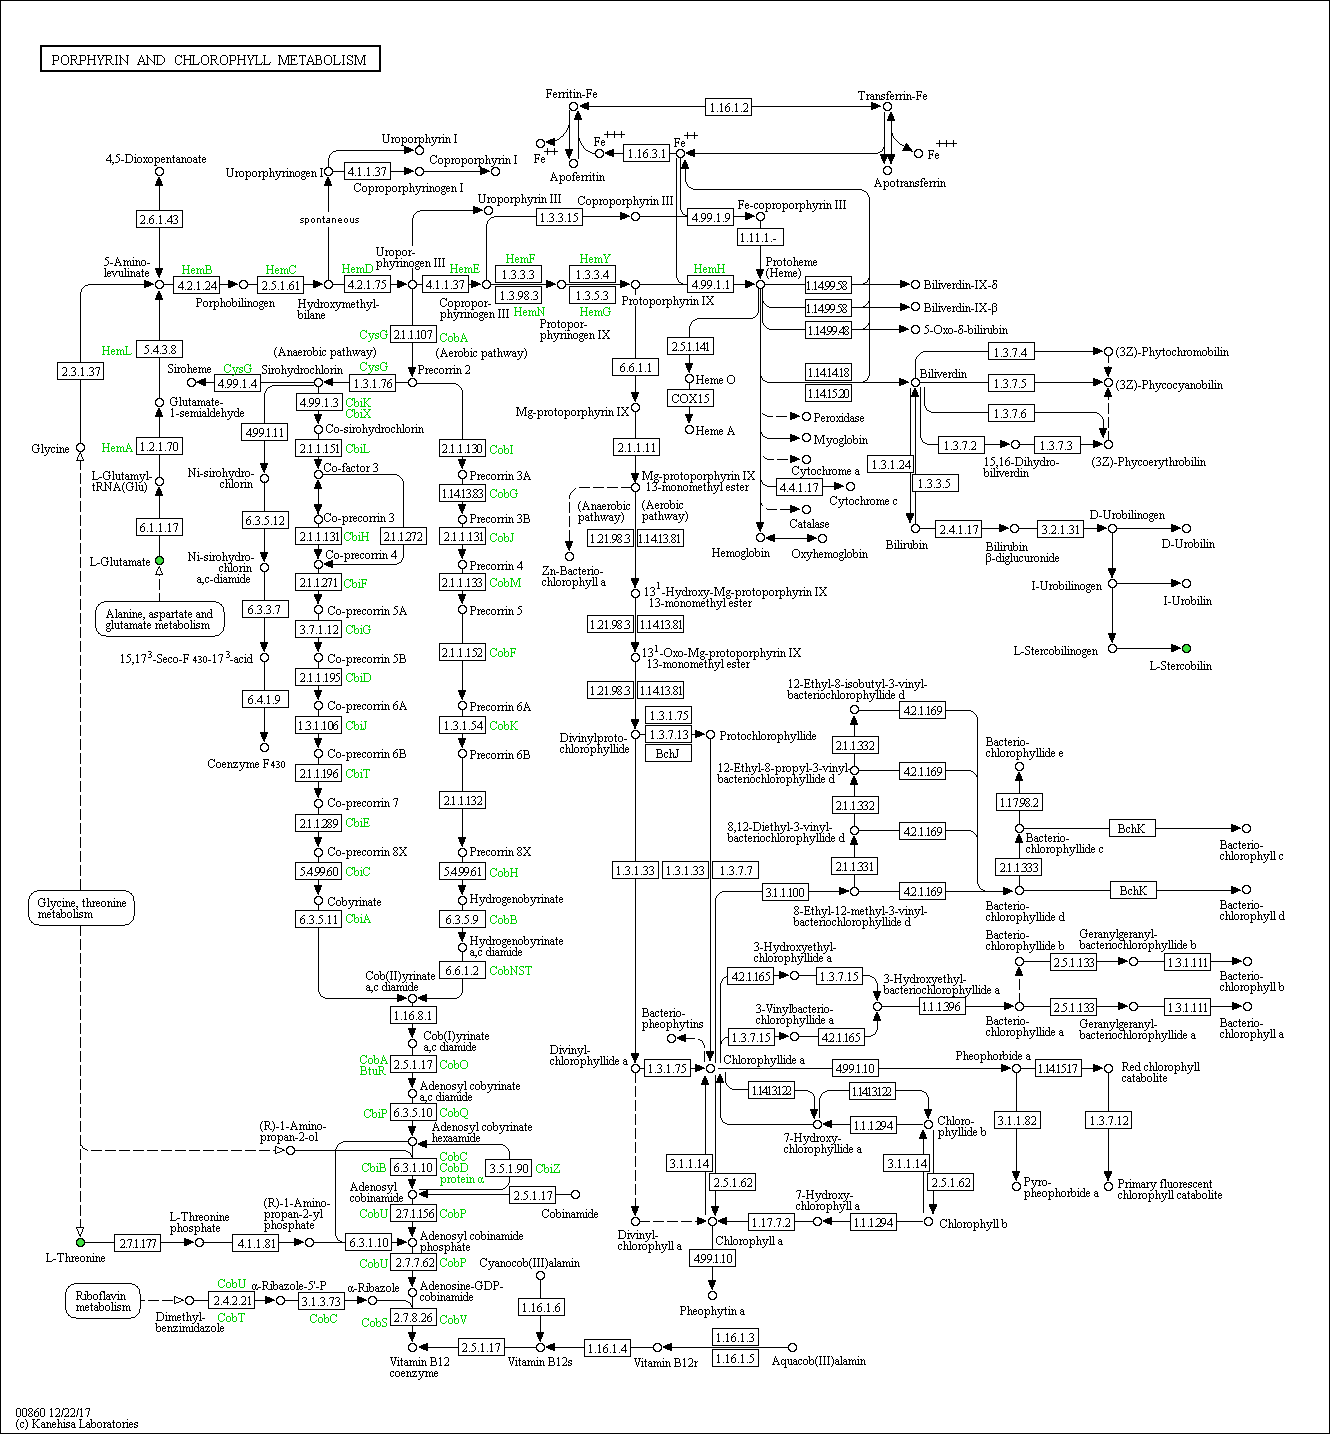 PORPHYRIN AND CHLOROPHYLL METABOLISM
Ferritin-Fe
1.16.1.2
Transferrin-Fe
Uroporphyrin I
Fe +++
Fe ++
1.16.3.1
Fe ++
Fe +++
4,5-Dioxopentanoate
Uroporphyrinogen I
4.1.1.37
Coproporphyrin I
Coproporphyrinogen I
Apoferritin
Apotransferrin
2.6.1.43
spontaneous
Uroporphyrin III
1.3.3.15
Coproporphyrin III
4.99.1.9
Fe-coproporphyrin III
1.11.1.-
5-Amino-
levulinate
HemB
4.2.1.24
Porphobilinogen
HemC
2.5.1.61
Hydroxymethyl-
bilane
HemD
4.2.1.75
Uropor-
phyrinogen III
HemE
4.1.1.37
Copropor-
phyrinogen III
HemF
1.3.3.3
1.3.98.3
HemN
HemY
1.3.3.4
1.3.5.3
HemG
Protopor-
phyrinogen IX
Protoporphyrin IX
HemH
4.99.1.1
Protoheme
(Heme)
1.14.99.58
Biliverdin-IX-δ
1.14.99.58
Biliverdin-IX-β
1.14.99.48
5-Oxo-δ-bilirubin
CysG
2.1.1.107
CobA
HemL
5.4.3.8
2.3.1.37
(Anaerobic pathway)
(Aerobic pathway)
Siroheme
CysG
4.99.1.4
Sirohydrochlorin
CysG
1.3.1.76
Precorrin 2
6.6.1.1
2.5.1.141
Heme O
COX15
Heme A
1.14.14.18
1.14.15.20
Biliverdin
1.3.7.4
(3Z)-Phytochromobilin
1.3.7.5
(3Z)-Phycocyanobilin
1.3.7.6
1.3.7.2
15,16-Dihydro-
biliverdin
1.3.7.3
(3Z)-Phycoerythrobilin
Glutamate-
1-semialdehyde
4.99.1.3
CbiK
CbiX
Mg-protoporphyrin IX
Peroxidase
Myoglobin
Cytochrome a
4.4.1.17
Cytochrome c
Catalase
Hemoglobin
Oxyhemoglobin
Glycine
HemA
1.2.1.70
4.99.1.11
Co-sirohydrochlorin
2.1.1.151
CbiL
2.1.1.130
CobI
2.1.1.11
1.3.1.24
1.3.3.5
L-Glutamyl-
tRNA(Glu)
Ni-sirohydro-
chlorin
Co-factor 3
Precorrin 3A
Mg-protoporphyrin IX
13-monomethyl ester
1.14.13.83
CobG
6.1.1.17
6.3.5.12
Co-precorrin 3
Precorrin 3B
(Anaerobic
pathway)
(Aerobic
pathway)
2.1.1.131
CbiH
2.1.1.272
2.1.1.131
CobJ
1.21.98.3
1.14.13.81
Bilirubin
2.4.1.17
Bilirubin
β-diglucuronide
3.2.1.31
D-Urobilinogen
D-Urobilin
L-Glutamate
Ni-sirohydro-
chlorin
a,c-diamide
Co-precorrin 4
Precorrin 4
Zn-Bacterio-
chlorophyll a
2.1.1.271
CbiF
2.1.1.133
CobM
I-Urobilinogen
I-Urobilin
Alanine, aspartate and
glutamate metabolism
6.3.3.7
Co-precorrin 5A
Precorrin 5
13¹-Hydroxy-Mg-protoporphyrin IX
13-monomethyl ester
3.7.1.12
CbiG
1.21.98.3
1.14.13.81
15,17³-Seco-F 430-17³-acid
Co-precorrin 5B
2.1.1.152
CobF
13¹-Oxo-Mg-protoporphyrin IX
13-monomethyl ester
L-Stercobilinogen
L-Stercobilin
2.1.1.195
CbiD
6.4.1.9
1.21.98.3
1.14.13.81
Co-precorrin 6A
Precorrin 6A
1.3.1.106
CbiJ
1.3.1.54
CobK
Coenzyme F430
Co-precorrin 6B
Precorrin 6B
Divinylproto-
chlorophyllide
1.3.1.75
1.3.7.13
BchJ
Protochlorophyllide
12-Ethyl-8-isobutyl-3-vinyl-
bacteriochlorophyllide d
4.2.1.169
2.1.1.332
12-Ethyl-8-propyl-3-vinyl-
bacteriochlorophyllide d
4.2.1.169
2.1.1.332
8,12-Diethyl-3-vinyl-
bacteriochlorophyllide d
4.2.1.169
2.1.1.331
Bacterio-
chlorophyllide e
1.17.98.2
BchK
Bacterio-
chlorophyllide c
Bacterio-
chlorophyll c
2.1.1.333
2.1.1.196
CbiT
Co-precorrin 7
2.1.1.132
2.1.1.289
CbiE
Co-precorrin 8X
Precorrin 8X
5.4.99.60
CbiC
5.4.99.61
CobH
1.3.1.33
1.3.1.33
1.3.7.7
3.1.1.100
8-Ethyl-12-methyl-3-vinyl-
bacteriochlorophyllide d
4.2.1.169
Bacterio-
chlorophyllide d
BchK
Bacterio-
chlorophyll d
Glycine, threonine
metabolism
Cobyrinate
Hydrogenobyrinate
6.3.5.11
CbiA
6.3.5.9
CobB
Hydrogenobyrinate
a,c diamide
6.6.1.2
CobNST
3-Hydroxyethyl-
chlorophyllide a
4.2.1.165
1.3.7.15
3-Hydroxyethyl-
bacteriochlorophyllide a
1.1.1.396
3-Vinylbacterio-
chlorophyllide a
1.3.7.15
4.2.1.165
Bacterio-
chlorophyllide b
2.5.1.133
Geranylgeranyl-
bacteriochlorophyllide b
1.3.1.111
Bacterio-
chlorophyll b
Bacterio-
chlorophyllide a
2.5.1.133
Geranylgeranyl-
bacteriochlorophyllide a
1.3.1.111
Bacterio-
chlorophyll a
Cob(II)yrinate
a,c diamide
1.16.8.1
Bacterio-
pheophytins
Cob(I)yrinate
a,c diamide
CobA
BtuR
2.5.1.17
CobO
Divinyl-
chlorophyllide a
1.3.1.75
Chlorophyllide a
4.99.1.10
Pheophorbide a
1.14.15.17
Red chlorophyll
catabolite
Adenosyl cobyrinate
a,c diamide
CbiP
6.3.5.10
CobQ
1.14.13.122
1.14.13.122
7-Hydroxy-
chlorophyllide a
1.1.1.294
Chloro-
phyllide b
3.1.1.82
1.3.7.12
(R)-1-Amino-
propan-2-ol
Adenosyl cobyrinate
hexaamide
CbiB
6.3.1.10
CobC
CobD
protein α
3.5.1.90
CbiZ
3.1.1.14
2.5.1.62
3.1.1.14
2.5.1.62
Pyro-
pheophorbide a
Primary fluorescent
chlorophyll catabolite
Adenosyl
cobinamide
2.5.1.17
Cobinamide
L-Threonine
phosphate
(R)-1-Amino-
propan-2-yl
phosphate
CobU
2.7.1.156
CobP
7-Hydroxy-
chlorophyll a
Divinyl-
chlorophyll a
1.17.7.2
1.1.1.294
Chlorophyll b
Chlorophyll a
L-Threonine
2.7.1.177
4.1.1.81
6.3.1.10
Adenosyl cobinamide
phosphate
CobU
2.7.7.62
CobP
Cyanocob(III)alamin
4.99.1.10
Riboflavin
metabolism
Dimethyl-
benzimidazole
CobU
2.4.2.21
CobT
α-Ribazole-5'-P
3.1.3.73
CobC
α-Ribazole
Adenosine-GDP-
cobinamide
CobS
2.7.8.26
CobV
1.16.1.6
Pheophytin a
Vitamin B12
coenzyme
2.5.1.17
Vitamin B12s
1.16.1.4
Vitamin B12r
1.16.1.3
1.16.1.5
Aquacob(III)alamin
00860 12/22/17
(c) Kanehisa Laboratories